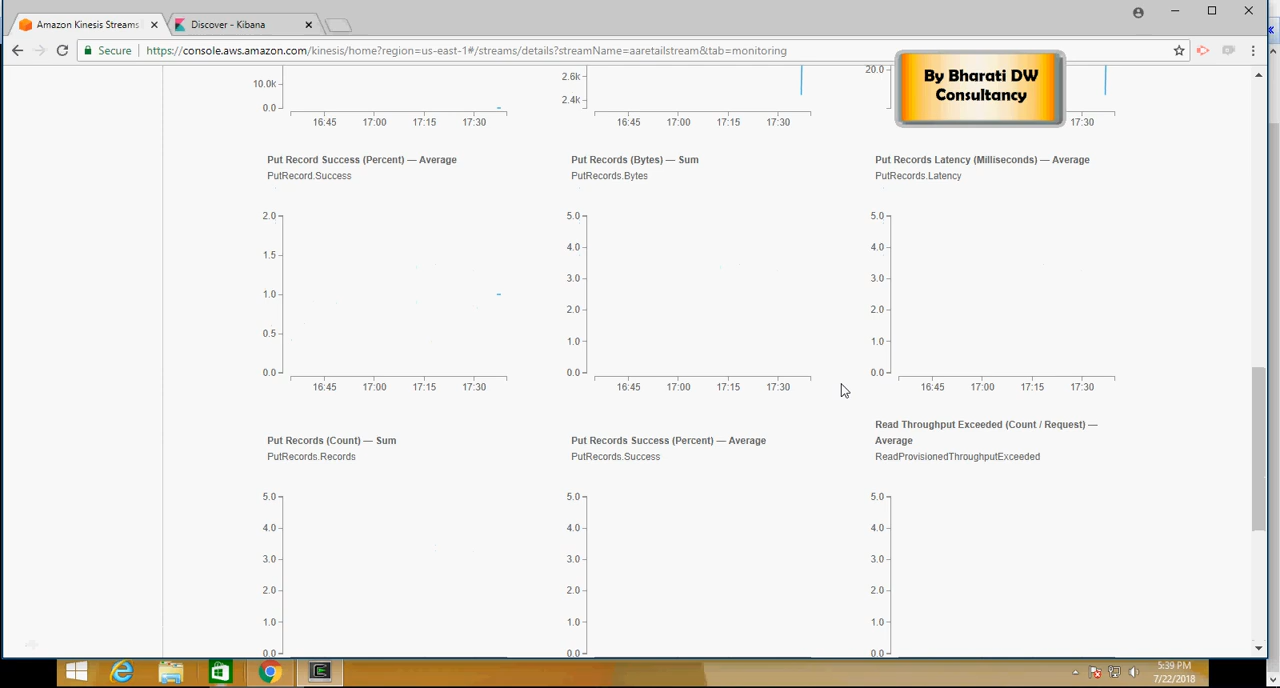 Amazon Kinesis Streams
Discover - Kibana
Secure
https://console.aws.amazon.com/kinesis/home?region=us-east-1#/streams/details?streamName=aaretailstream&tab=monitoring
By Bharati DW
Consultancy
10.0k
0.0
16:45 17:00 17:15 17:30
2.6k
2.4k
16:45 17:00 17:15 17:30
20.0
17:30
Put Record Success (Percent) — Average
PutRecord.Success
2.0
1.5
1.0
0.5
0.0
16:45 17:00 17:15 17:30
Put Records (Bytes) — Sum
PutRecords.Bytes
5.0
4.0
3.0
2.0
1.0
0.0
16:45 17:00 17:15 17:30
Put Records Latency (Milliseconds) — Average
PutRecords.Latency
5.0
4.0
3.0
2.0
1.0
0.0
16:45 17:00 17:15 17:30
Put Records (Count) — Sum
PutRecords.Records
5.0
4.0
3.0
2.0
1.0
0.0
Put Records Success (Percent) — Average
PutRecords.Success
5.0
4.0
3.0
2.0
1.0
0.0
Read Throughput Exceeded (Count / Request) —
Average
ReadProvisionedThroughputExceeded
5.0
4.0
3.0
2.0
1.0
0.0
5:39 PM
7/22/2018